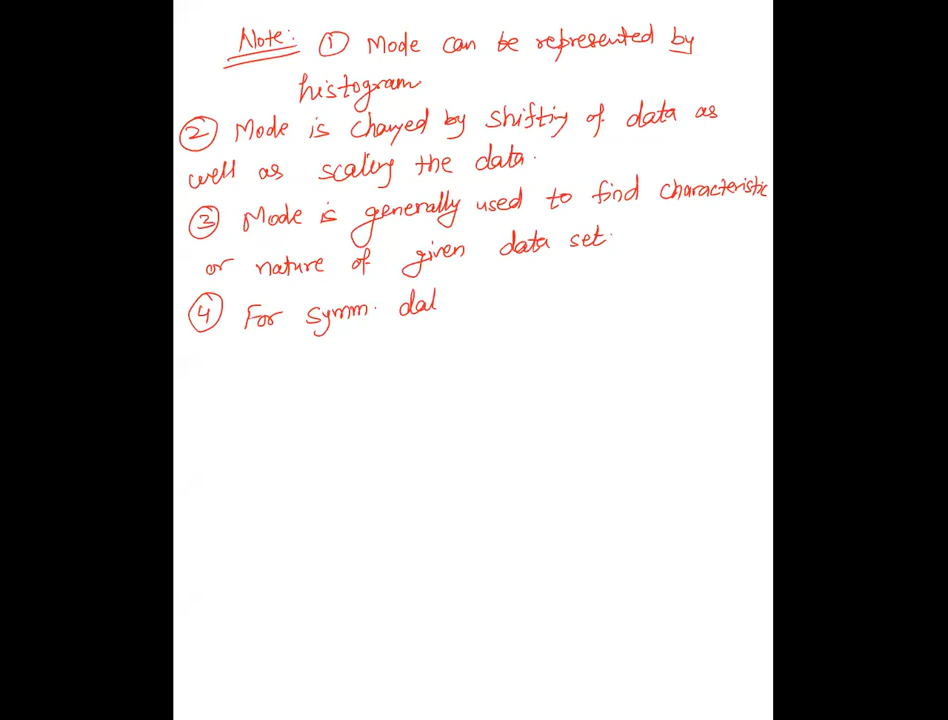 Note: ① Mode can be represented by
histogram
② Mode is changed by shifting of data as
well as scaling the data.
③ Mode is generally used to find characteristic
or nature of given data set.
④ For symm. dat